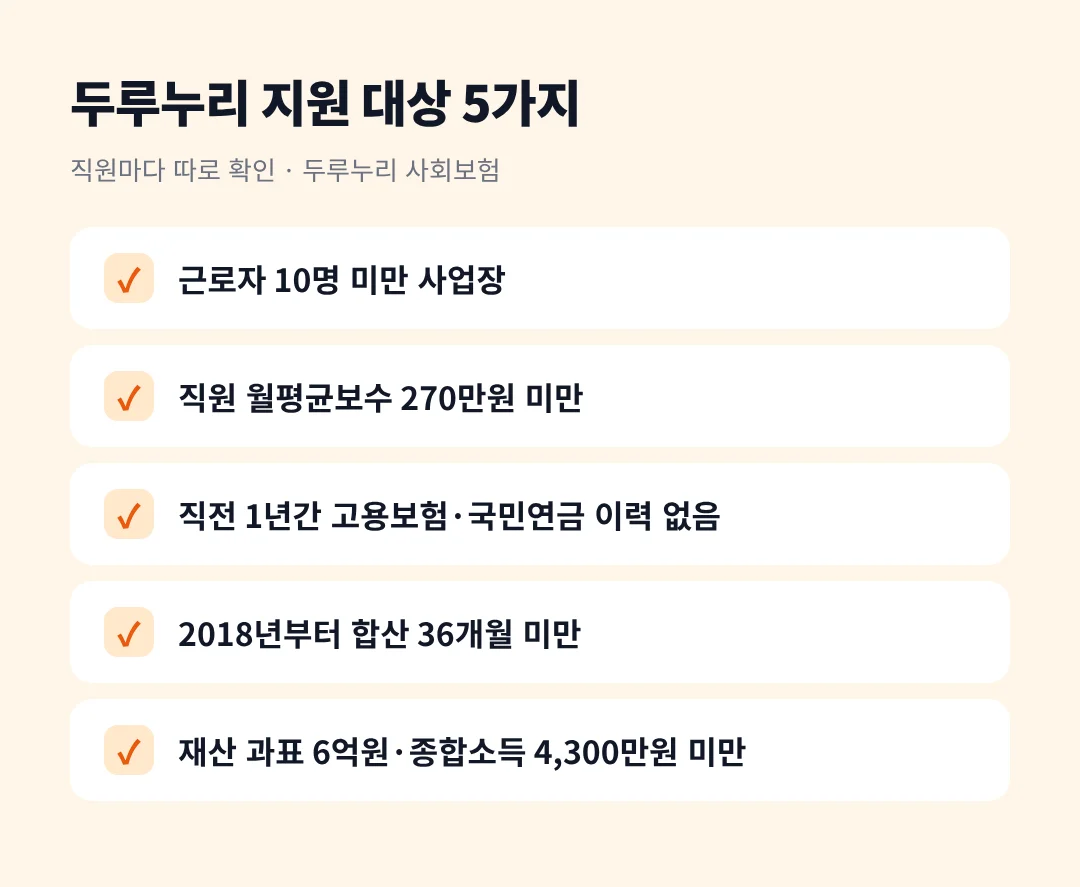 두루누리 지원 대상 5가지
직원마다 따로 확인 · 두루누리 사회보험
✓ 근로자 10명 미만 사업장
✓ 직원 월평균보수 270만원 미만
✓ 직전 1년간 고용보험·국민연금 이력 없음
✓ 2018년부터 합산 36개월 미만
✓ 재산 과표 6억원·종합소득 4,300만원 미만